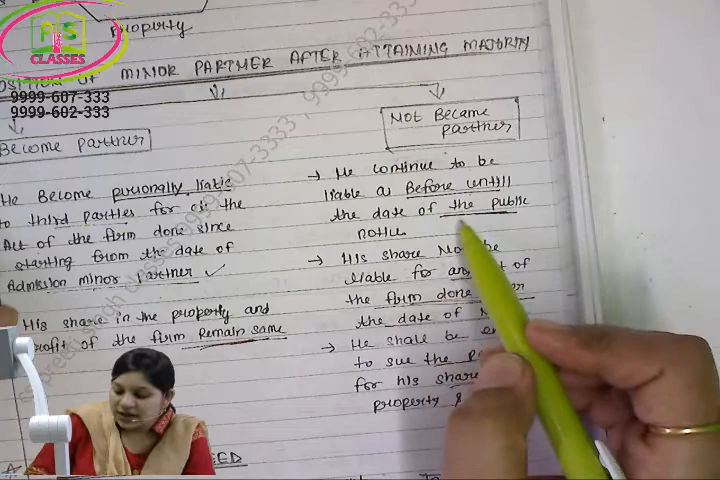 PS
CLASSES
9999-607-333
9999-602-333
property
POSITION OF MINOR PARTNER AFTER ATTAINING MAJORITY
Become partner
He Become personally liable
to third parties for all the
Act of the firm done since
starting from the date of
Admission minor partner ✓
His share in the property and
profit of the firm Remain same
Not Became
partner
→ He continue to be
liable as Before untill
the date of the public
notice
→ His share Not be
liable for
of
the firm done
the date of
→ He shall be
to sue the
for his share
property &